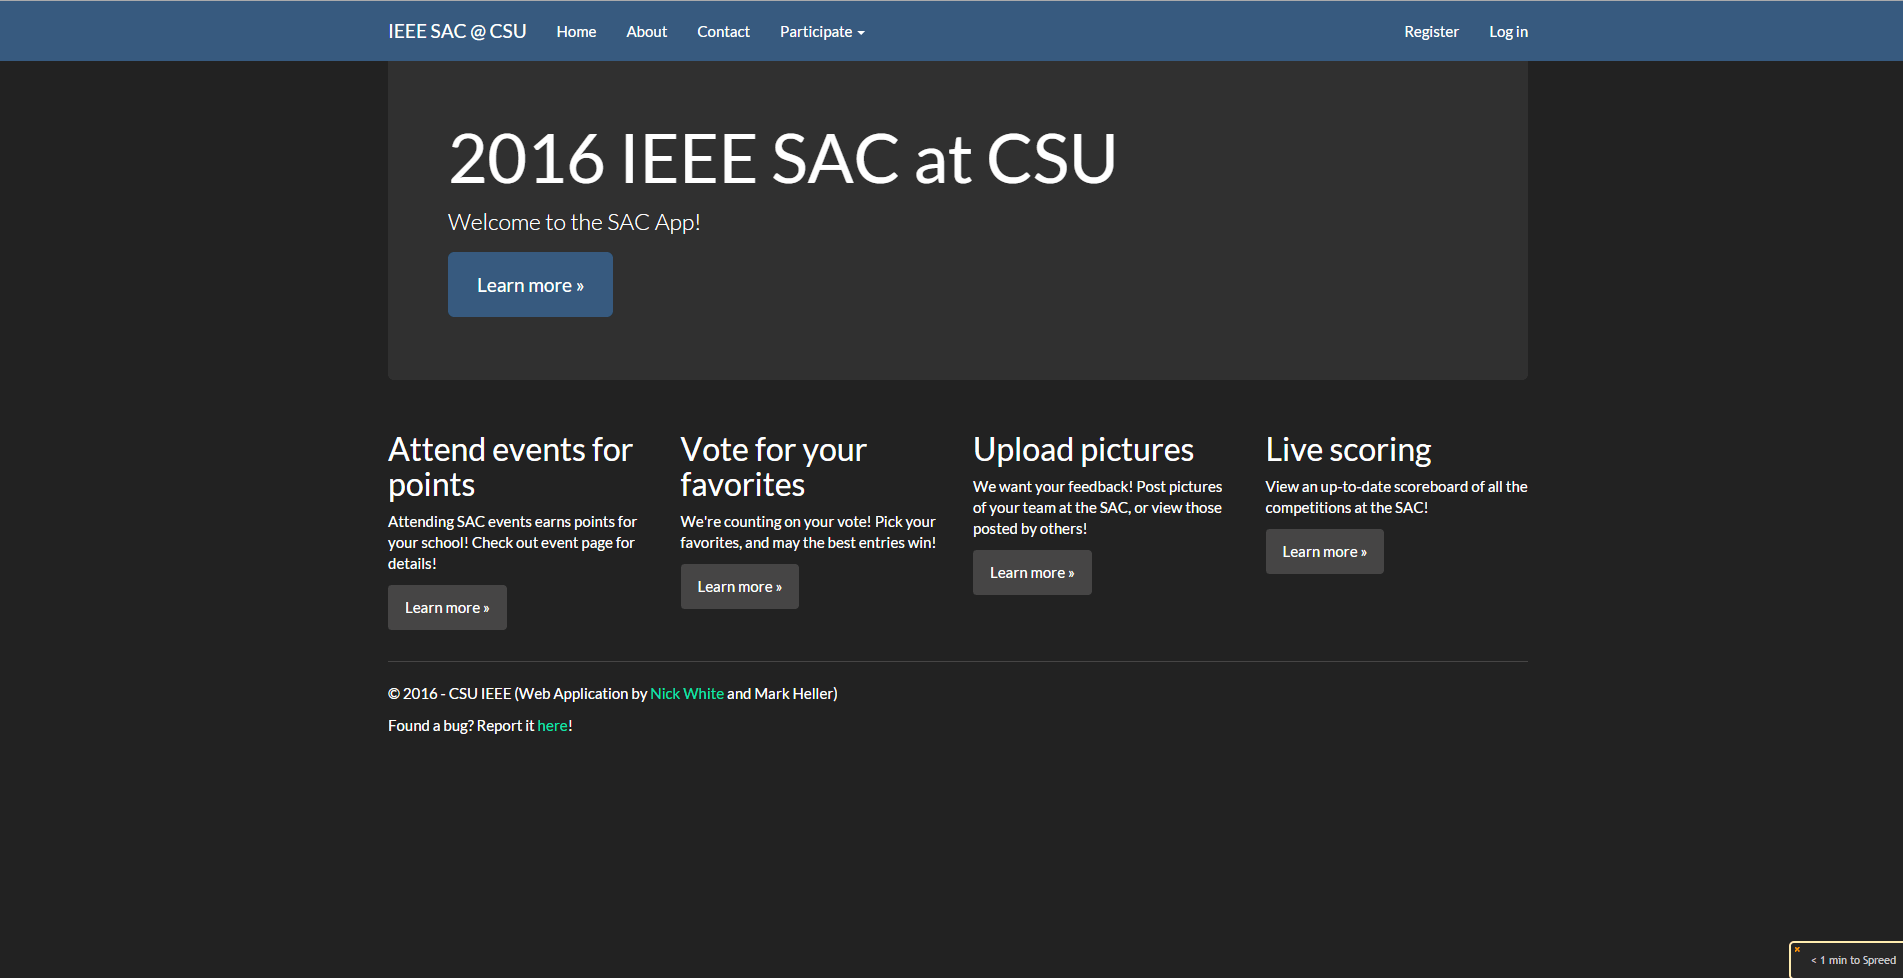 IEEE SAC @ CSU Home About Contact Participate Register Log in
2016 IEEE SAC at CSU
Welcome to the SAC App!
Learn more »
Attend events for
points
Attending SAC events earns points for
your school! Check out event page for
details!
Learn more »
Vote for your
favorites
We're counting on your vote! Pick your
favorites, and may the best entries win!
Learn more »
Upload pictures
We want your feedback! Post pictures
of your team at the SAC, or view those
posted by others!
Learn more »
Live scoring
View an up-to-date scoreboard of all the
competitions at the SAC!
Learn more »
© 2016 - CSU IEEE (Web Application by Nick White and Mark Heller)
Found a bug? Report it here!
< 1 min to Spreed